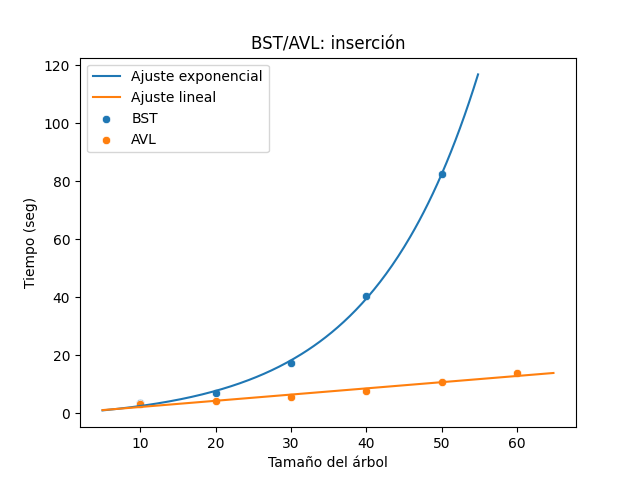 BST/AVL: inserción
Ajuste exponencial
Ajuste lineal
BST
AVL
Tiempo (seg)
120
100
80
60
40
20
0
10 20 30 40 50 60
Tamaño del árbol